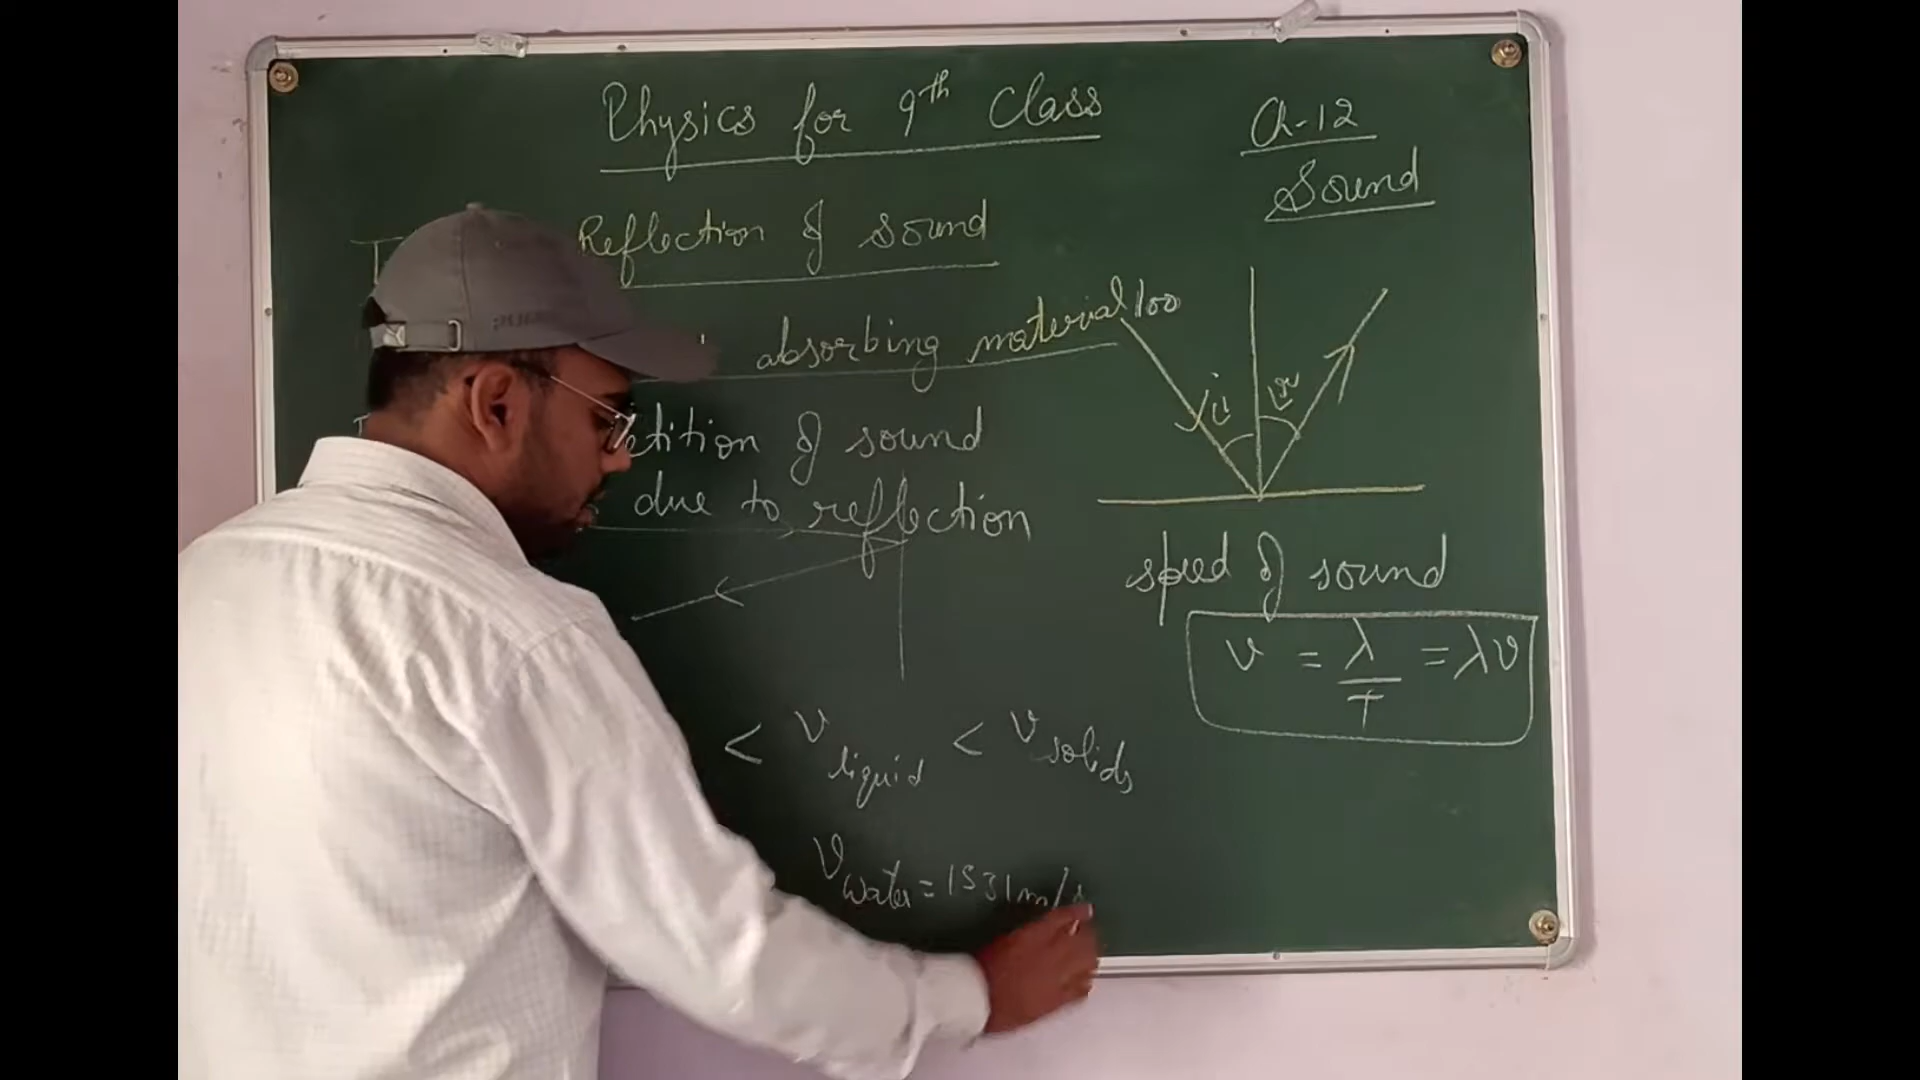 Physics for 9th Class
Ch-12
Sound
Reflection of sound
absorbing material 100
∠i ∠r
etition of sound
due to reflection
speed of sound
v = λ/T = λν
< v liquid < v solids
v water = 1531 m/s